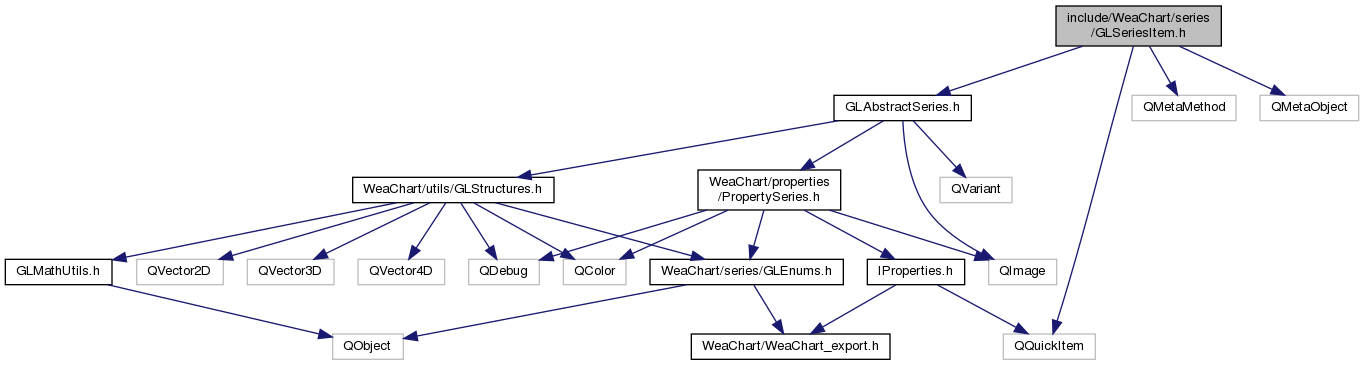 include/WeaChart/series
/GLSeriesItem.h
GLAbstractSeries.h
QMetaMethod
QMetaObject
WeaChart/utils/GLStructures.h
WeaChart/properties
/PropertySeries.h
QVariant
GLMathUtils.h
QVector2D
QVector3D
QVector4D
QDebug
QColor
WeaChart/series/GLEnums.h
IProperties.h
QImage
QObject
WeaChart/WeaChart_export.h
QQuickItem